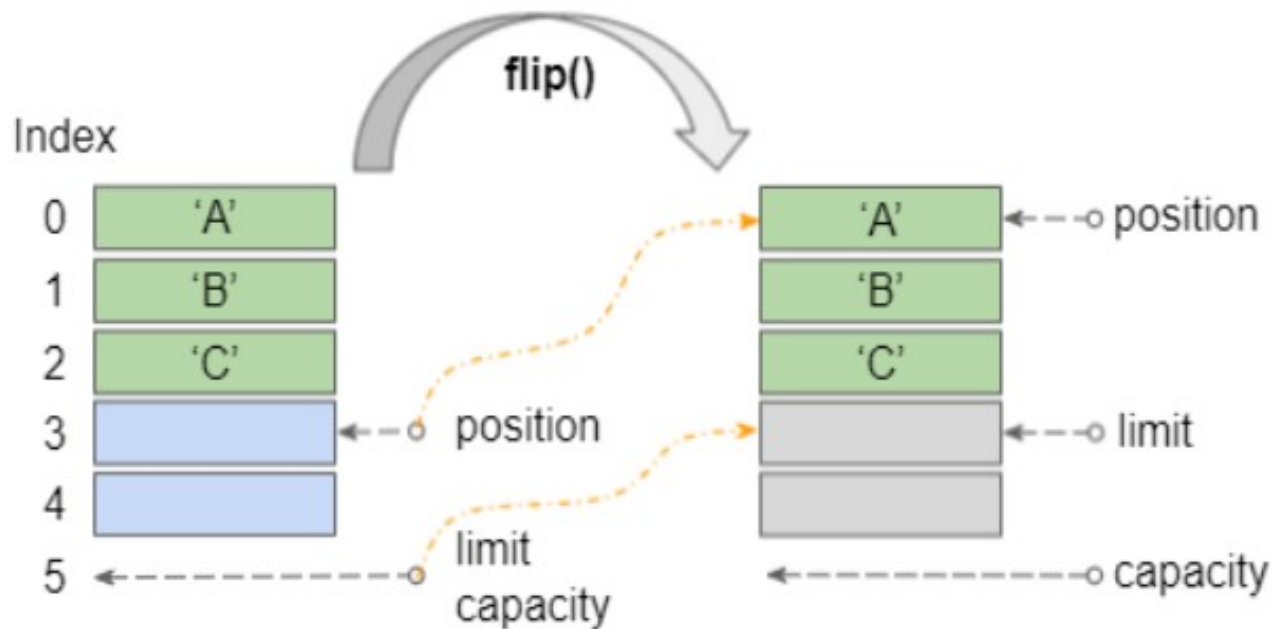 flip()
Index
0 ‘A’ ‘A’ position
1 ‘B’ ‘B’
2 ‘C’ ‘C’
3 position limit
4
limit
5 capacity
capacity